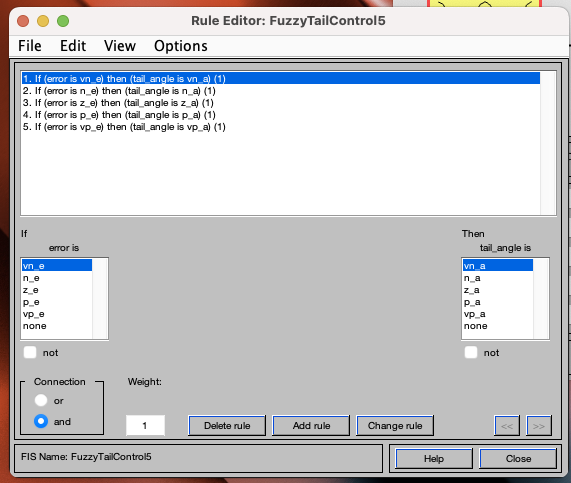 Rule Editor: FuzzyTailControl5
File Edit View Options
1. If (error is vn_e) then (tail_angle is vn_a) (1)
2. If (error is n_e) then (tail_angle is n_a) (1)
3. If (error is z_e) then (tail_angle is z_a) (1)
4. If (error is p_e) then (tail_angle is p_a) (1)
5. If (error is vp_e) then (tail_angle is vp_a) (1)
If
error is
vn_e
n_e
z_e
p_e
vp_e
none
not
Then
tail_angle is
vn_a
n_a
z_a
p_a
vp_a
none
not
Connection
or
and
Weight:
1
Delete rule
Add rule
Change rule
<<
>>
FIS Name: FuzzyTailControl5
Help
Close